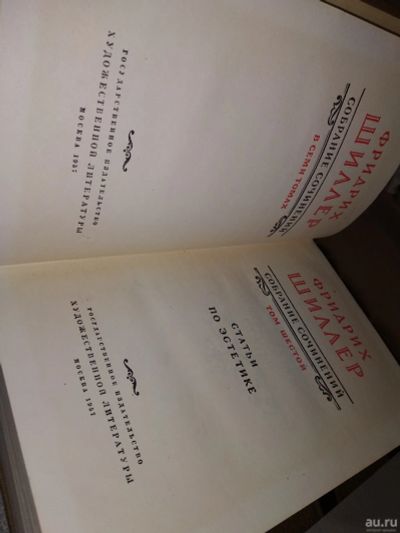 ФРИДРИХ
ШИЛЛЕР
СОБРАНИЕ СОЧИНЕНИЙ
В СЕМИ ТОМАХ
ГОСУДАРСТВЕННОЕ ИЗДАТЕЛЬСТВО
ХУДОЖЕСТВЕННОЙ ЛИТЕРАТУРЫ
МОСКВА 1957
ФРИДРИХ
ШИЛЛЕР
СОБРАНИЕ СОЧИНЕНИЙ
ТОМ ШЕСТОЙ
СТАТЬИ
ПО ЭСТЕТИКЕ
ГОСУДАРСТВЕННОЕ ИЗДАТЕЛЬСТВО
ХУДОЖЕСТВЕННОЙ ЛИТЕРАТУРЫ
МОСКВА 1957
au.ru